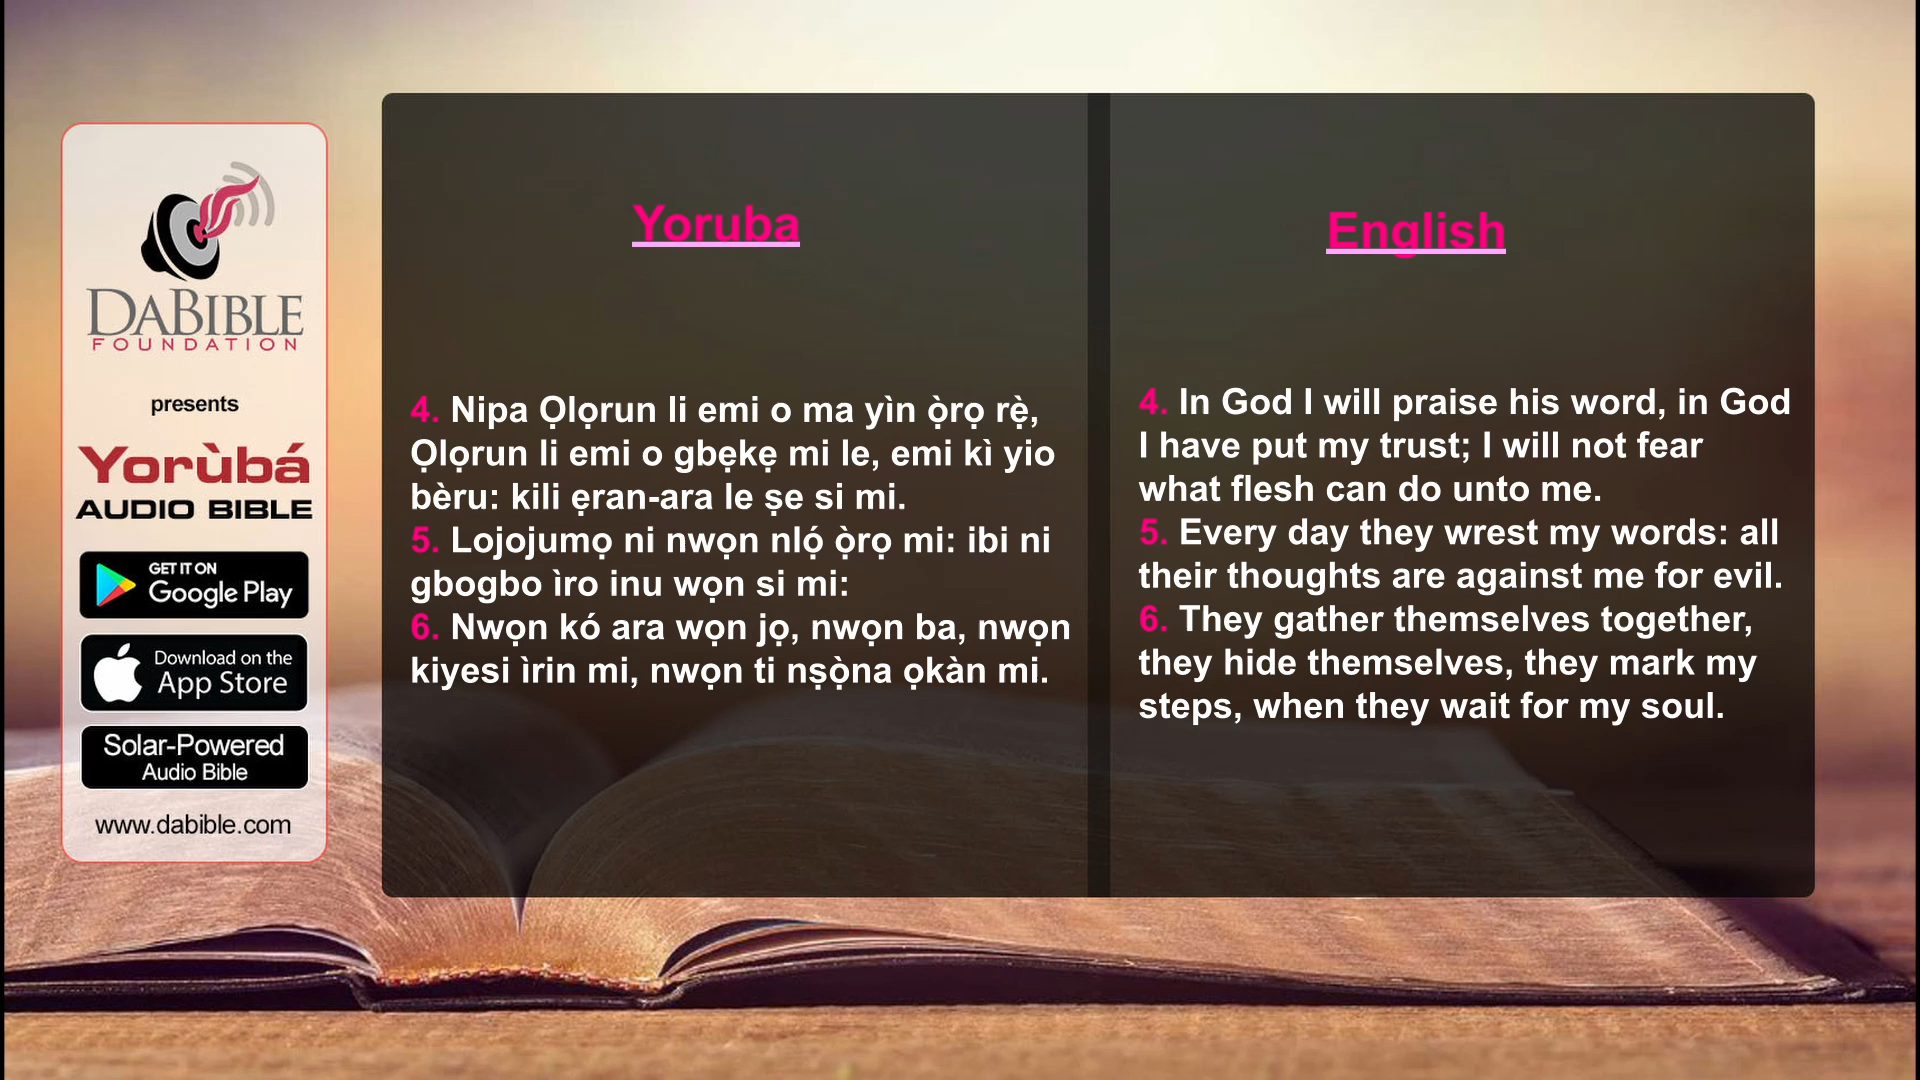 DABIBLE
FOUNDATION
presents
Yorùbá
AUDIO BIBLE
GET IT ON
Google Play
Download on the
App Store
Solar-Powered
Audio Bible
www.dabible.com
Yoruba
4. Nipa Ọlọrun li emi o ma yìn ọ̀rọ rẹ̀,
Ọlọrun li emi o gbẹkẹ mi le, emi kì yio
bèru: kili ẹran-ara le ṣe si mi.
5. Lojojumọ ni nwọn nlọ́ ọ̀rọ mi: ibi ni
gbogbo ìro inu wọn si mi:
6. Nwọn kó ara wọn jọ, nwọn ba, nwọn
kiyesi ìrin mi, nwọn ti nṣọ̀na ọkàn mi.
English
4. In God I will praise his word, in God
I have put my trust; I will not fear
what flesh can do unto me.
5. Every day they wrest my words: all
their thoughts are against me for evil.
6. They gather themselves together,
they hide themselves, they mark my
steps, when they wait for my soul.